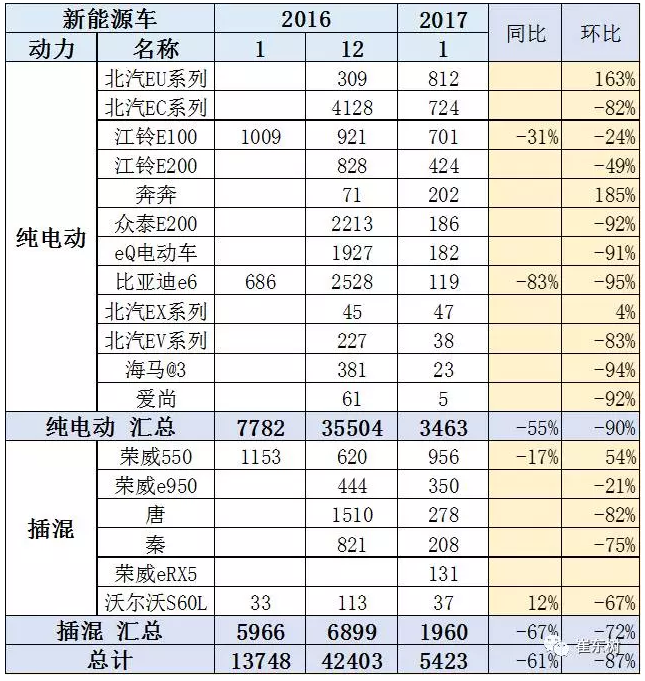 新能源车 2016 2017 同比 环比
动力 名称 1 12 1
纯电动
北汽EU系列 309 812 163%
北汽EC系列 4128 724 -82%
江铃E100 1009 921 701 -31% -24%
江铃E200 828 424 -49%
奔奔 71 202 185%
众泰E200 2213 186 -92%
eQ电动车 1927 182 -91%
比亚迪e6 686 2528 119 -83% -95%
北汽EX系列 45 47 4%
北汽EV系列 227 38 -83%
海马@3 381 23 -94%
爱尚 61 5 -92%
纯电动 汇总 7782 35504 3463 -55% -90%
插混
荣威550 1153 620 956 -17% 54%
荣威e950 444 350 -21%
唐 1510 278 -82%
秦 821 208 -75%
荣威eRX5 131
沃尔沃S60L 33 113 37 12% -67%
插混 汇总 5966 6899 1960 -67% -72%
总计 13748 42403 5423 -61% -87%
崔东树